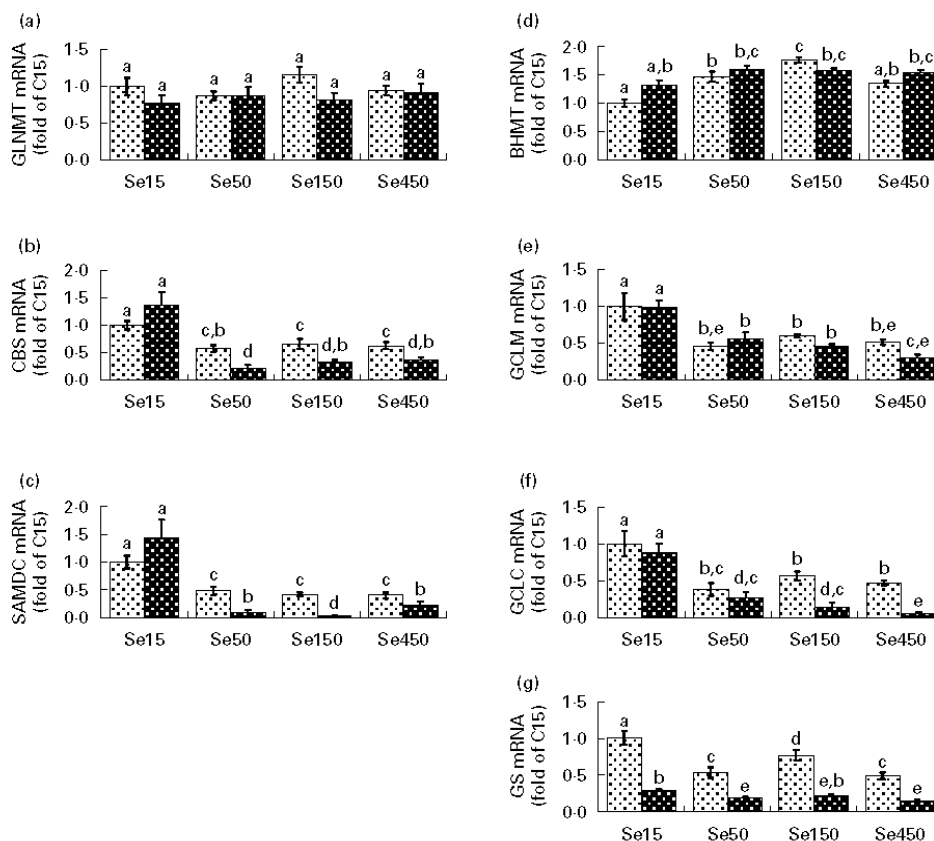 (a)
GLNMT mRNA
(fold of C15)
1·5
1·0
0·5
0·0
a
a
a
a
a
a
a
a
Se15
Se50
Se150
Se450
(b)
CBS mRNA
(fold of C15)
2·0
1·5
1·0
0·5
0·0
a
a
c,b
d
c
d,b
c
d,b
Se15
Se50
Se150
Se450
(c)
SAMDC mRNA
(fold of C15)
2·0
1·5
1·0
0·5
0·0
a
a
c
b
c
d
c
b
Se15
Se50
Se150
Se450
(d)
BHMT mRNA
(fold of C15)
2·0
1·5
1·0
0·5
0·0
a
a,b
b
b,c
c
b,c
a,b
b,c
Se15
Se50
Se150
Se450
(e)
GCLM mRNA
(fold of C15)
1·5
1·0
0·5
0·0
a
a
b,e
b
b
b
b,e
c,e
Se15
Se50
Se150
Se450
(f)
GCLC mRNA
(fold of C15)
1·5
1·0
0·5
0·0
a
a
b,c
d,c
b
d,c
b
e
Se15
Se50
Se150
Se450
(g)
GS mRNA
(fold of C15)
1·5
1·0
0·5
0·0
a
b
c
e
d
e,b
c
e
Se15
Se50
Se150
Se450